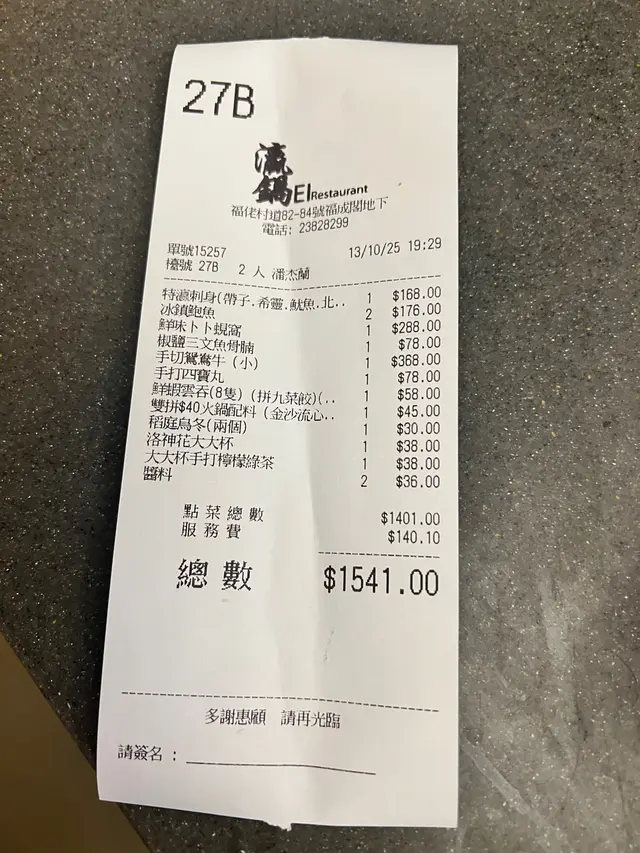 27B
瀛鍋 EI Restaurant
福佬村道82-84號福成閣地下
電話: 23828299
單號15257 13/10/25 19:29
檯號 27B 2 人 潘杰蘭
特瀛刺身(帶子.希靈.魷魚.北.. 1 $168.00
冰鎮鮑魚 2 $176.00
鮮味卜卜蜆窩 1 $288.00
椒鹽三文魚骨腩 1 $78.00
手切鴛鴦牛 (小) 1 $368.00
手打四寶丸 1 $78.00
鮮蝦雲吞(8隻) (拼九菜餃)(.. 1 $58.00
雙拼$40火鍋配料 (金沙流心.. 1 $45.00
稻庭烏冬(兩個) 1 $30.00
洛神花大大杯 1 $38.00
大大杯手打檸檬綠茶 1 $38.00
醬料 2 $36.00
點菜總數 $1401.00
服務費 $140.10
總數 $1541.00
多謝惠顧 請再光臨
請簽名 :